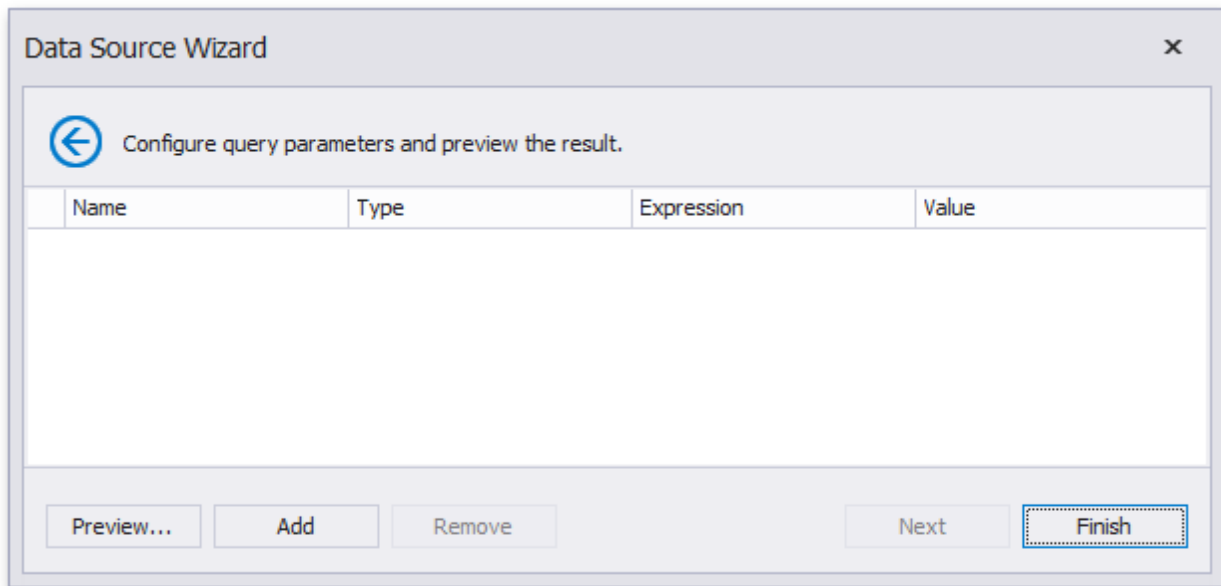 Data Source Wizard
Configure query parameters and preview the result.
Name Type Expression Value
Preview... Add Remove Next Finish